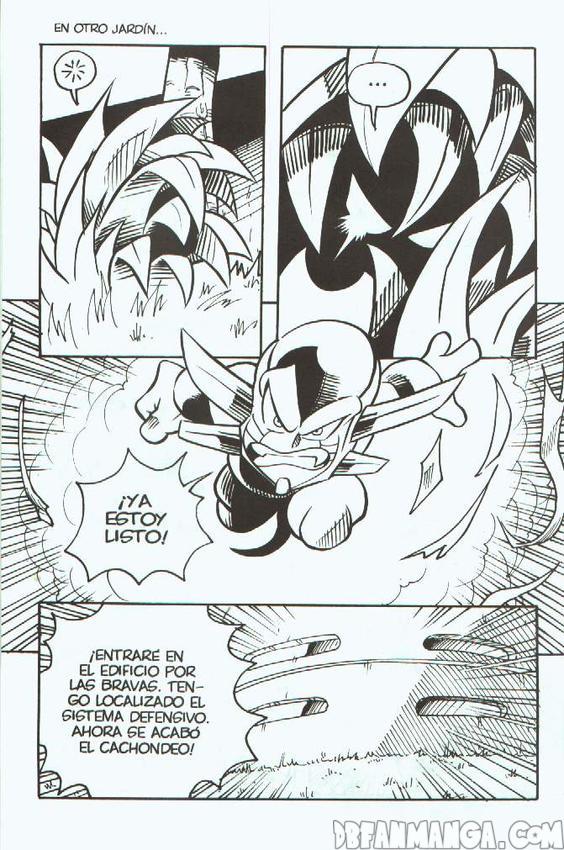 EN OTRO JARDÍN...
...
¡YA
ESTOY
LISTO!
¡ENTRARE EN
EL EDIFICIO POR
LAS BRAVAS. TEN-
GO LOCALIZADO EL
SISTEMA DEFENSIVO.
AHORA SE ACABÓ
EL CACHONDEO!
W.
DBFANMANGA.COM